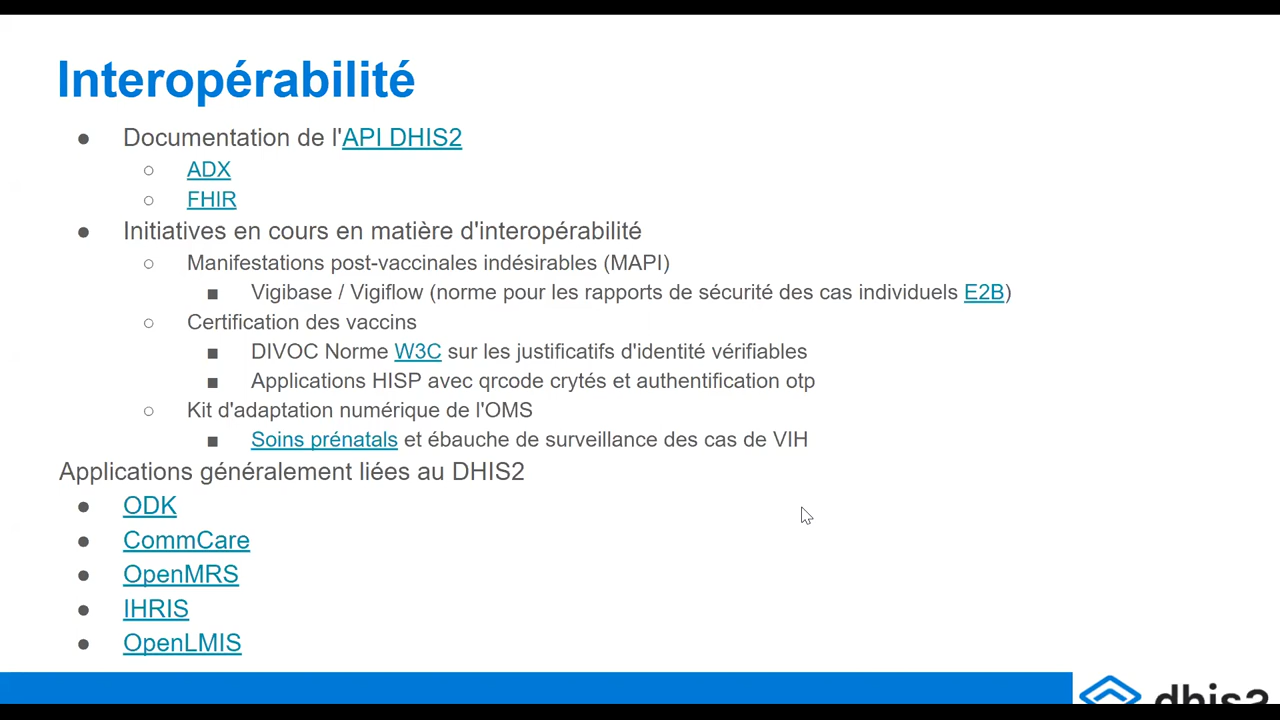 Interopérabilité
● Documentation de l'API DHIS2
○ ADX
○ FHIR
● Initiatives en cours en matière d'interopérabilité
○ Manifestations post-vaccinales indésirables (MAPI)
■ Vigibase / Vigiflow (norme pour les rapports de sécurité des cas individuels E2B)
○ Certification des vaccins
■ DIVOC Norme W3C sur les justificatifs d'identité vérifiables
■ Applications HISP avec qrcode crytés et authentification otp
○ Kit d'adaptation numérique de l'OMS
■ Soins prénatals et ébauche de surveillance des cas de VIH
Applications généralement liées au DHIS2
● ODK
● CommCare
● OpenMRS
● IHRIS
● OpenLMIS
dhis2